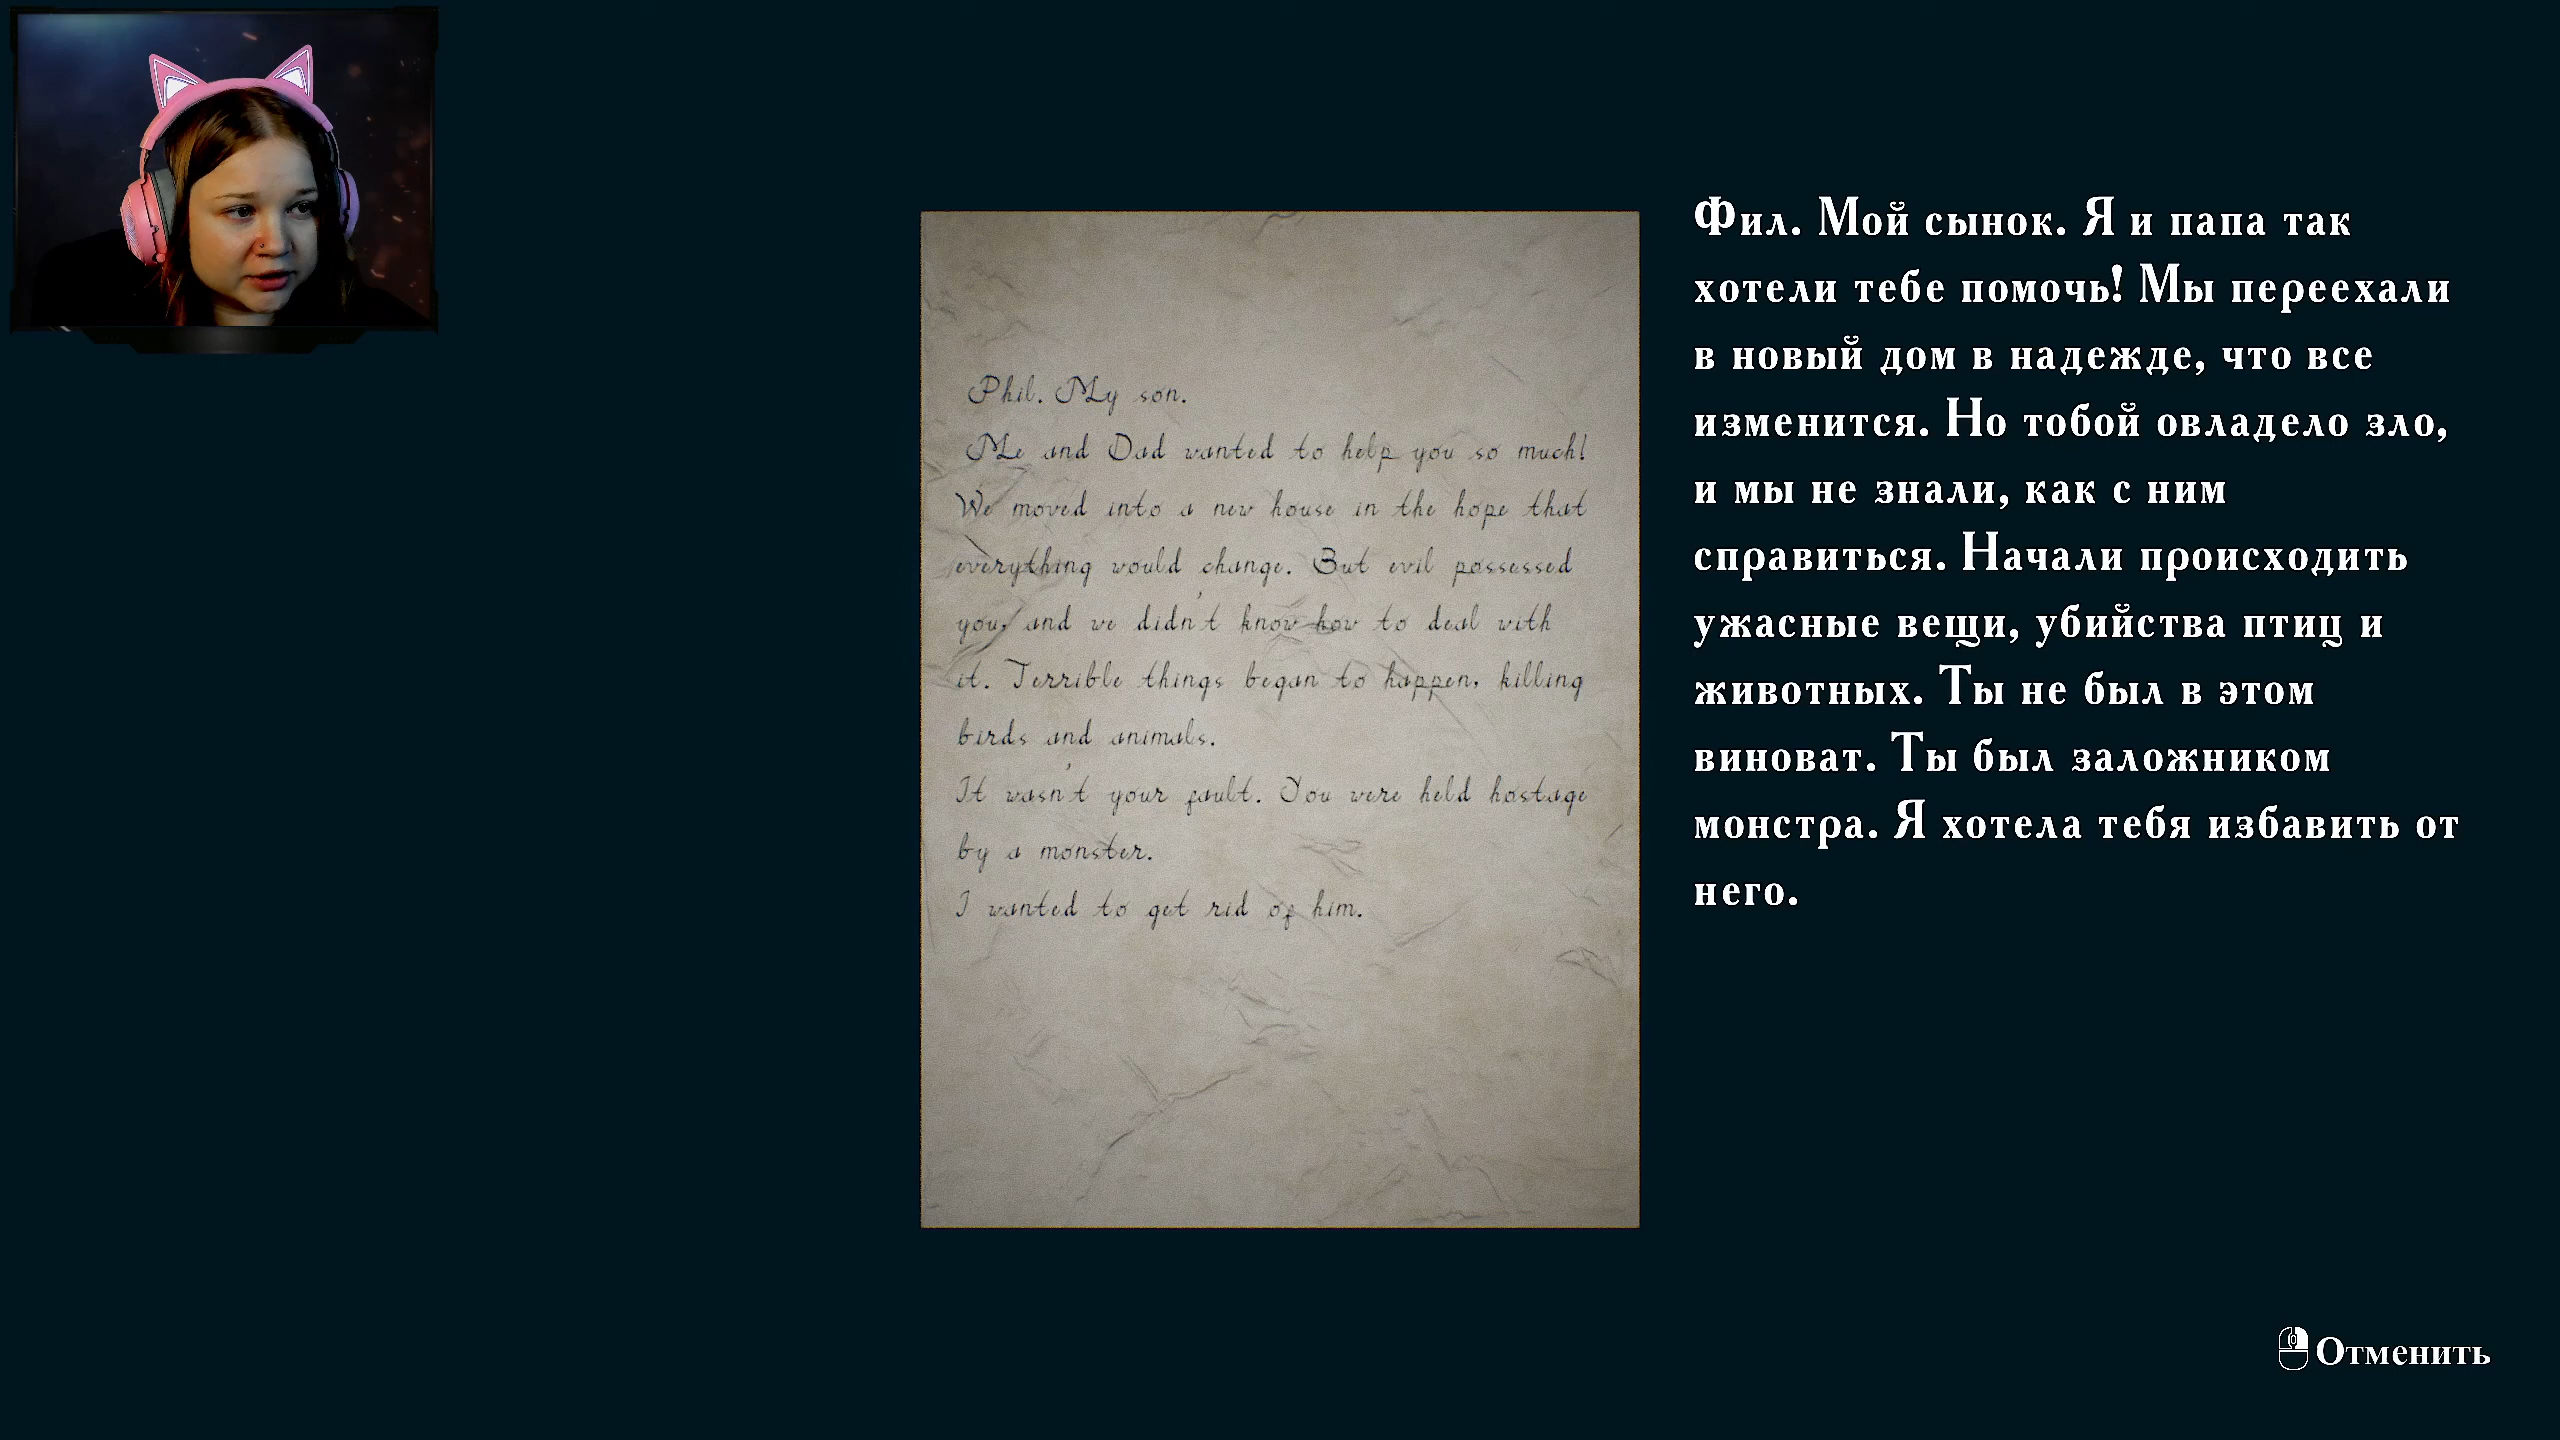 Phil. My son.
Me and Dad wanted to help you so much!
We moved into a new house in the hope that
everything would change. But evil possessed
you, and we didn't know how to deal with
it. Terrible things began to happen, killing
birds and animals.
It wasn't your fault. You were held hostage
by a monster.
I wanted to get rid of him.
Фил. Мой сынок. Я и папа так
хотели тебе помочь! Мы переехали
в новый дом в надежде, что все
изменится. Но тобой овладело зло,
и мы не знали, как с ним
справиться. Начали происходить
ужасные вещи, убийства птиц и
животных. Ты не был в этом
виноват. Ты был заложником
монстра. Я хотела тебя избавить от
него.
Отменить